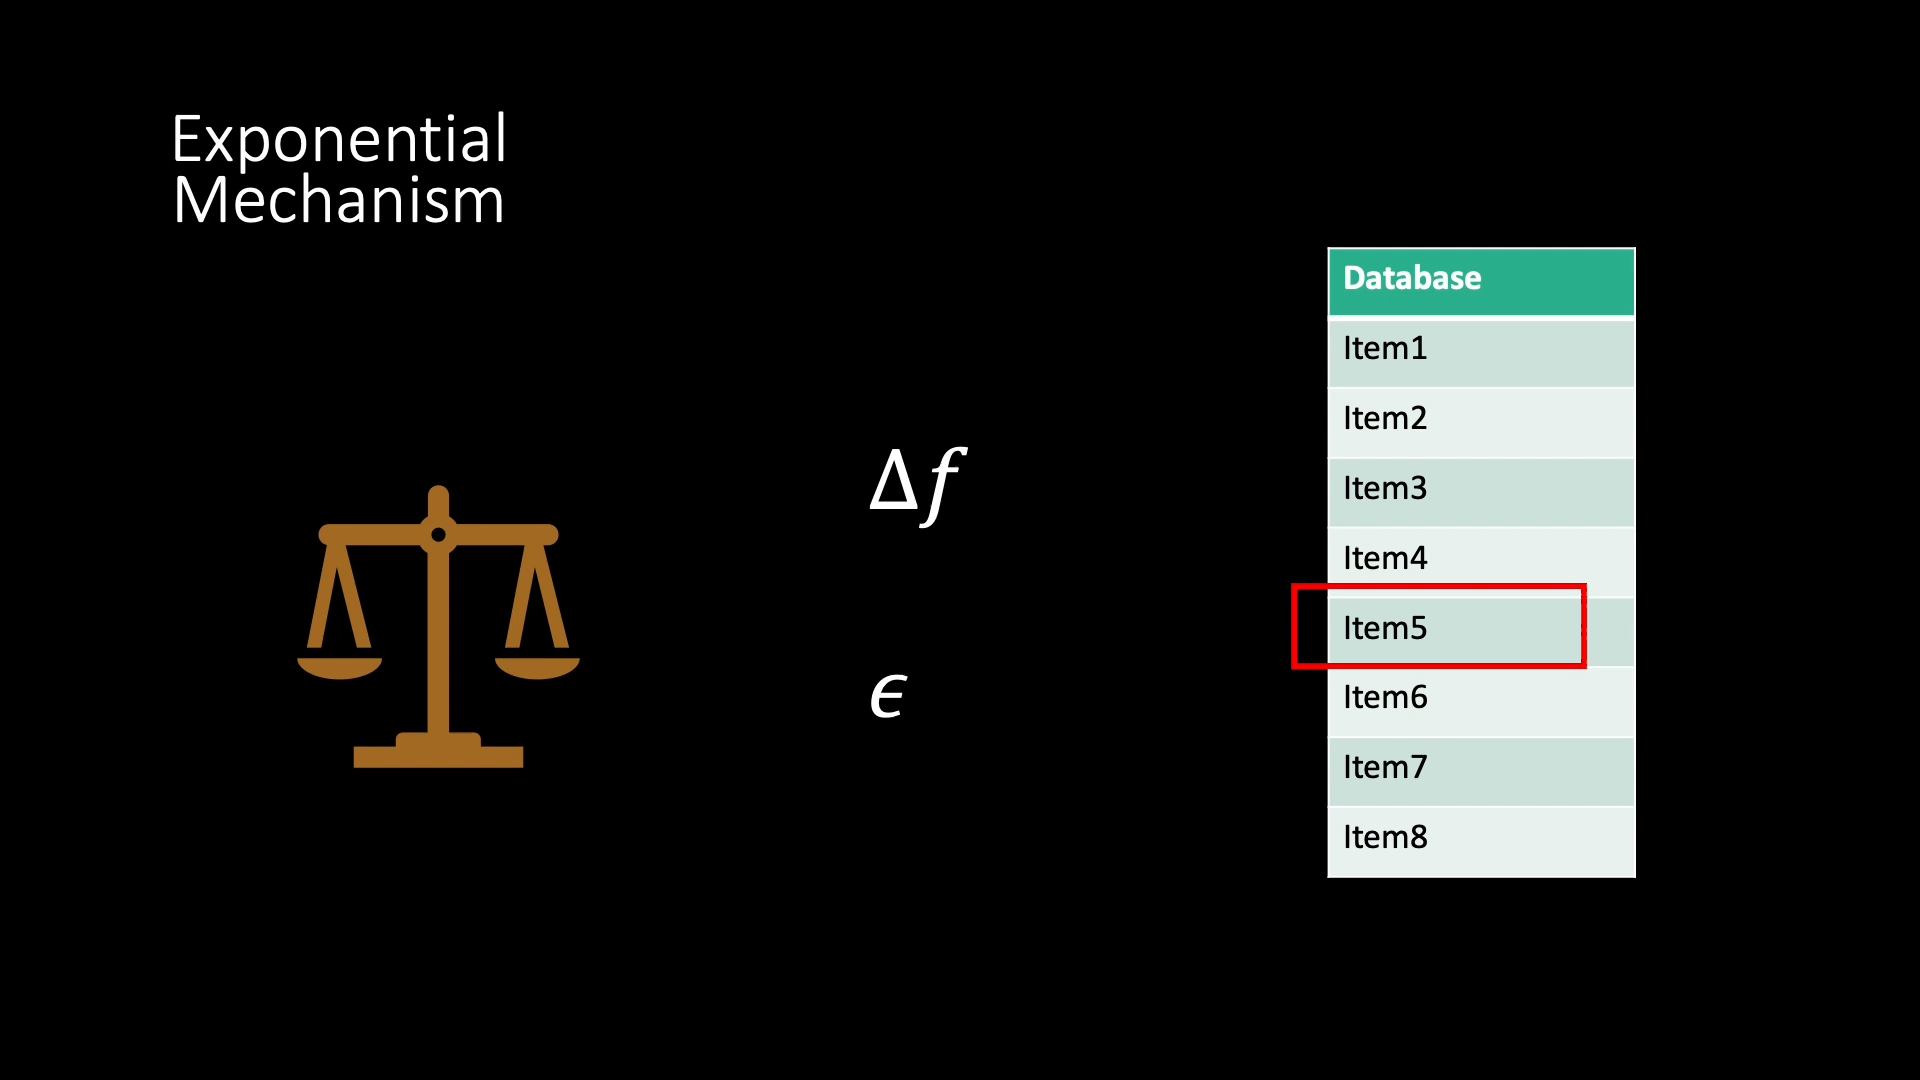 Exponential
Mechanism
Δf
ϵ
Database
Item1
Item2
Item3
Item4
Item5
Item6
Item7
Item8